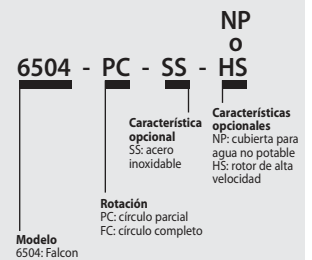 NP
o
6504 - PC - SS - HS
Característica
opcional
SS: acero
inoxidable
Características
opcionales
NP: cubierta para
agua no potable
HS: rotor de alta
velocidad
Rotación
PC: círculo parcial
FC: círculo completo
Modelo
6504: Falcon